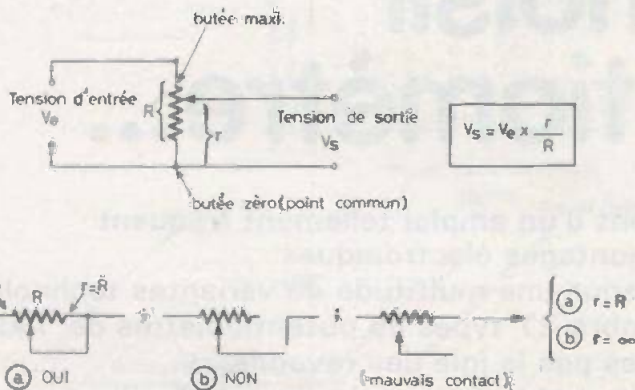 butée maxi.
Tension d'entrée
Ve
R
r
Tension de sortie
Vs
Vs = Ve x r/R
butée zéro (point commun)
R
r=R
a OUI
b NON
(=mauvais contact)
a r = R
b r = ∞